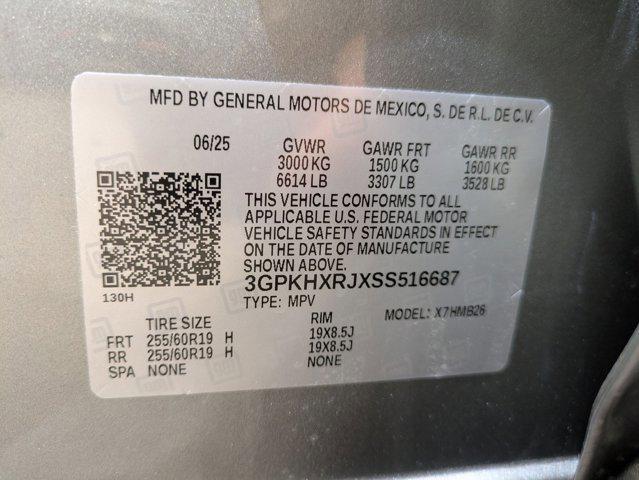 MFD BY GENERAL MOTORS DE MEXICO, S. DE R.L. DE C.V.
06/25 GVWR GAWR FRT GAWR RR
3000 KG 1500 KG 1600 KG
6614 LB 3307 LB 3528 LB
THIS VEHICLE CONFORMS TO ALL
APPLICABLE U.S. FEDERAL MOTOR
VEHICLE SAFETY STANDARDS IN EFFECT
ON THE DATE OF MANUFACTURE
SHOWN ABOVE.
3GPKHXRJXSS516687
130H
TYPE: MPV MODEL: X7HMB26
TIRE SIZE RIM
FRT 255/60R19 H 19X8.5J
RR 255/60R19 H 19X8.5J
SPA NONE NONE